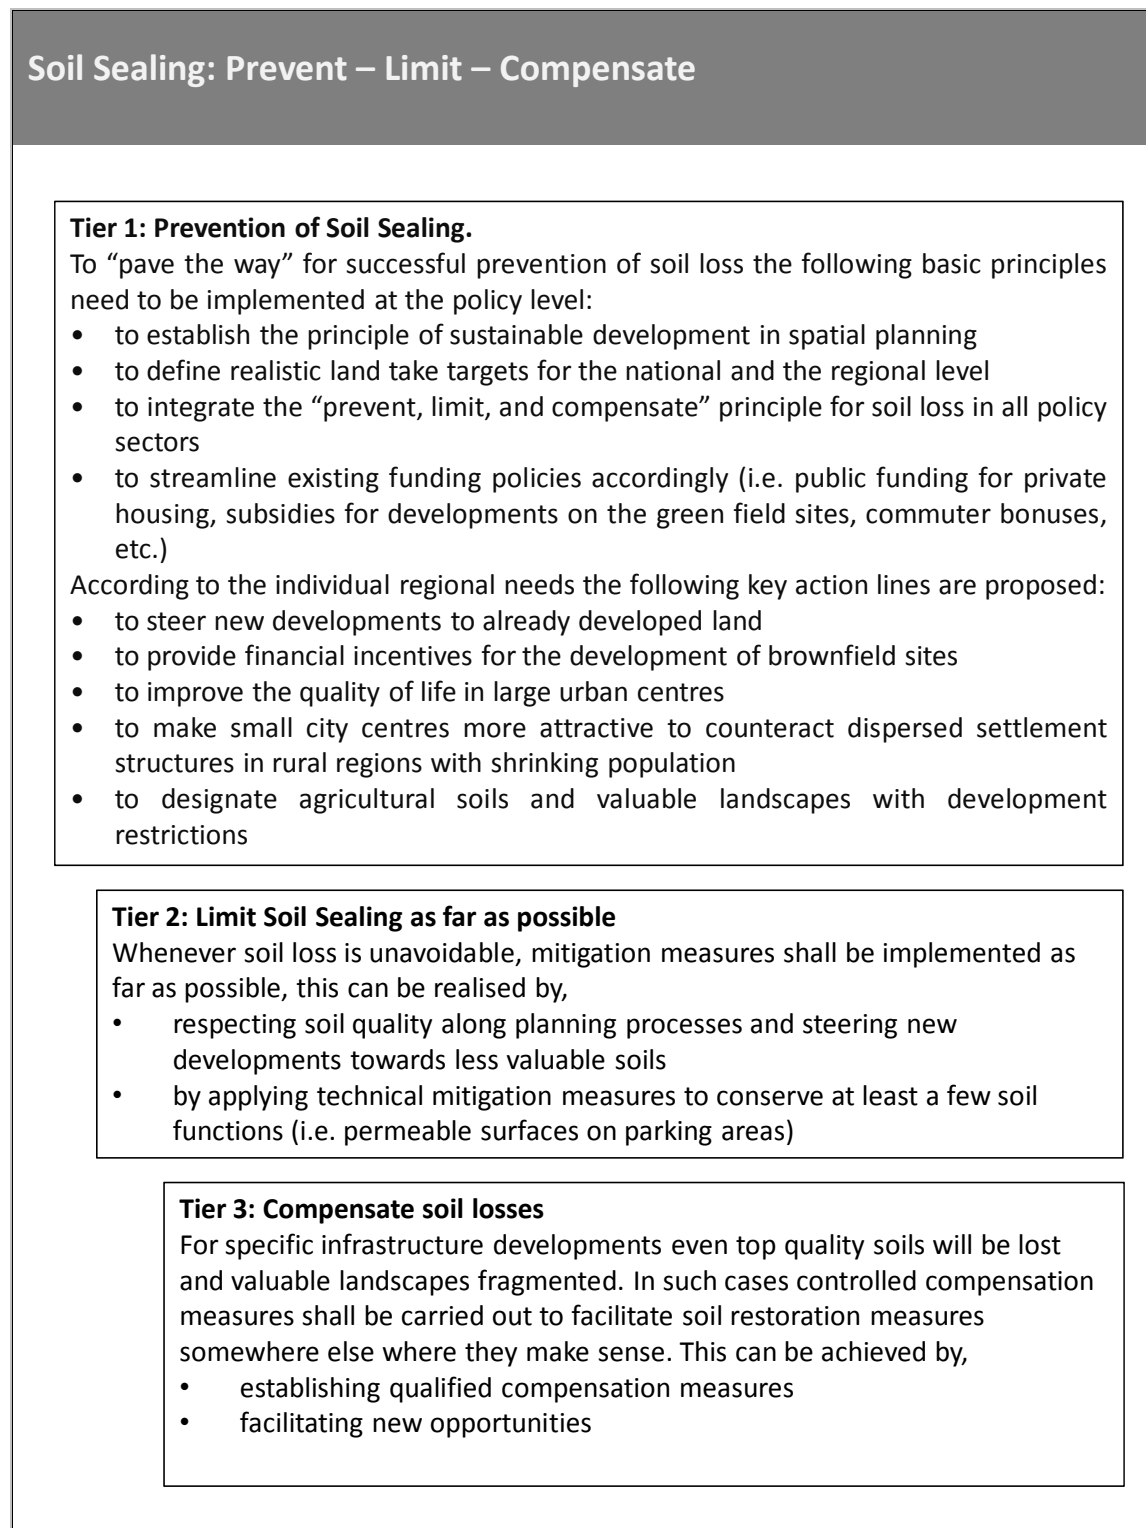 Soil Sealing: Prevent – Limit – Compensate
Tier 1: Prevention of Soil Sealing.
To “pave the way” for successful prevention of soil loss the following basic principles
need to be implemented at the policy level:
• to establish the principle of sustainable development in spatial planning
• to define realistic land take targets for the national and the regional level
• to integrate the “prevent, limit, and compensate” principle for soil loss in all policy
sectors
• to streamline existing funding policies accordingly (i.e. public funding for private
housing, subsidies for developments on the green field sites, commuter bonuses,
etc.)
According to the individual regional needs the following key action lines are proposed:
• to steer new developments to already developed land
• to provide financial incentives for the development of brownfield sites
• to improve the quality of life in large urban centres
• to make small city centres more attractive to counteract dispersed settlement
structures in rural regions with shrinking population
• to designate agricultural soils and valuable landscapes with development
restrictions
Tier 2: Limit Soil Sealing as far as possible
Whenever soil loss is unavoidable, mitigation measures shall be implemented as
far as possible, this can be realised by,
• respecting soil quality along planning processes and steering new
developments towards less valuable soils
• by applying technical mitigation measures to conserve at least a few soil
functions (i.e. permeable surfaces on parking areas)
Tier 3: Compensate soil losses
For specific infrastructure developments even top quality soils will be lost
and valuable landscapes fragmented. In such cases controlled compensation
measures shall be carried out to facilitate soil restoration measures
somewhere else where they make sense. This can be achieved by,
• establishing qualified compensation measures
• facilitating new opportunities